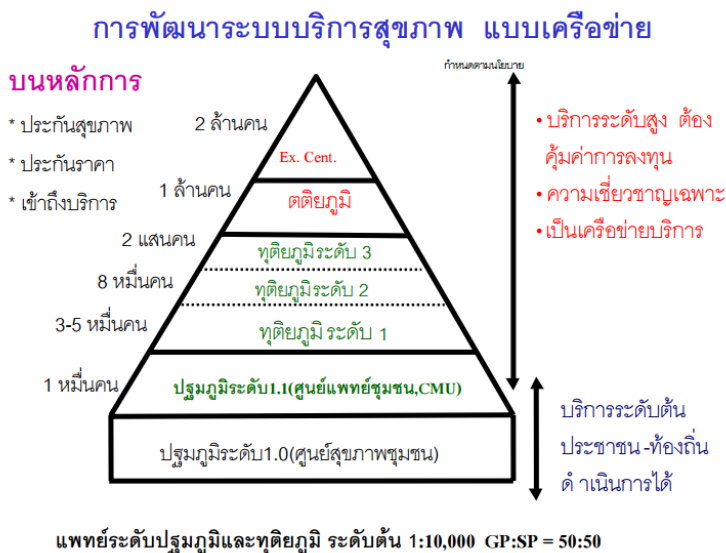 การพัฒนาระบบบริการสุขภาพ แบบเครือข่าย
กำหนดตามนโยบาย
บนหลักการ
* ประกันสุขภาพ
* ประกันราคา
* เข้าถึงบริการ
2 ล้านคน
1 ล้านคน
2 แสนคน
8 หมื่นคน
3-5 หมื่นคน
1 หมื่นคน
Ex. Cent.
ตติยภูมิ
ทุติยภูมิระดับ 3
ทุติยภูมิระดับ 2
ทุติยภูมิ ระดับ 1
ปฐมภูมิระดับ1.1(ศูนย์แพทย์ชุมชน,CMU)
ปฐมภูมิระดับ1.0(ศูนย์สุขภาพชุมชน)
• บริการระดับสูง ต้อง
คุ้มค่าการลงทุน
• ความเชี่ยวชาญเฉพาะ
• เป็นเครือข่ายบริการ
บริการระดับต้น
ประชาชน-ท้องถิ่น
ดำเนินการได้
แพทย์ระดับปฐมภูมิและทุติยภูมิ ระดับต้น 1:10,000 GP:SP = 50:50